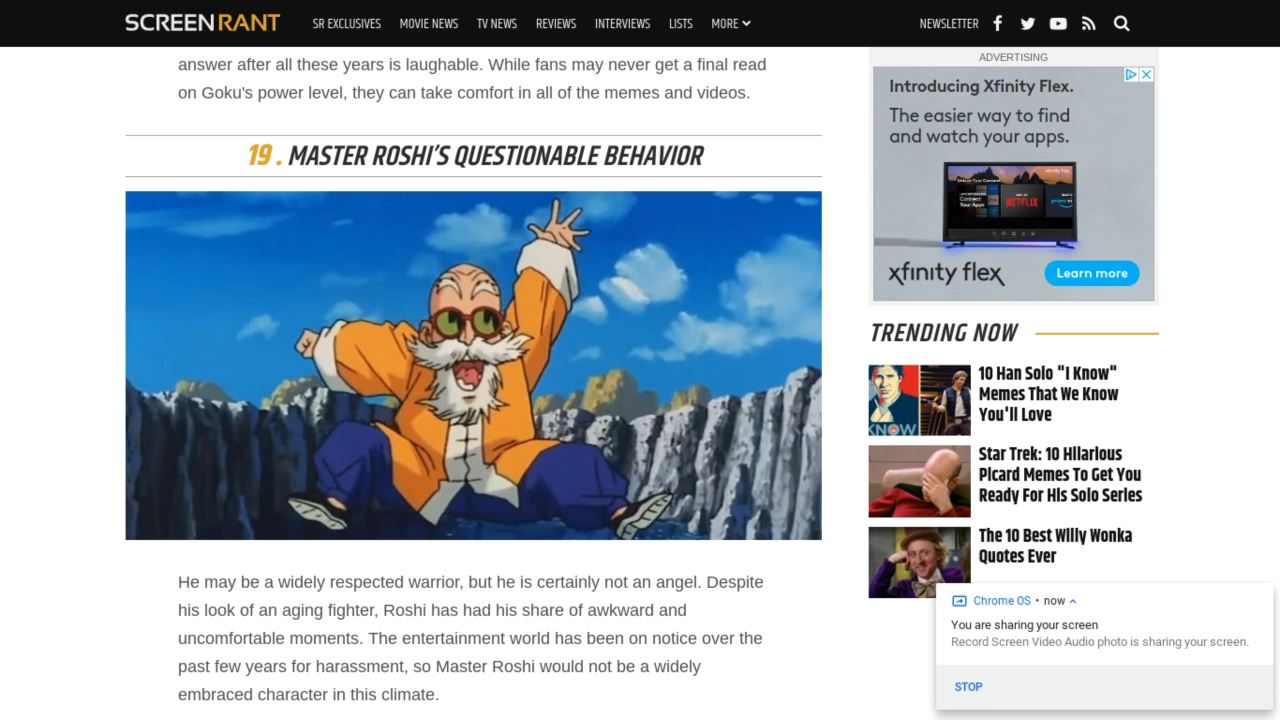 SCREENRANT
SR EXCLUSIVES MOVIE NEWS TV NEWS REVIEWS INTERVIEWS LISTS MORE
NEWSLETTER
answer after all these years is laughable. While fans may never get a final read
on Goku's power level, they can take comfort in all of the memes and videos.
19 . MASTER ROSHI’S QUESTIONABLE BEHAVIOR
He may be a widely respected warrior, but he is certainly not an angel. Despite
his look of an aging fighter, Roshi has had his share of awkward and
uncomfortable moments. The entertainment world has been on notice over the
past few years for harassment, so Master Roshi would not be a widely
embraced character in this climate.
ADVERTISING
Introducing Xfinity Flex.
The easier way to find
and watch your apps.
NETFLIX
prime
xfinity flex
Learn more
TRENDING NOW
KNOW
10 Han Solo "I Know"
Memes That We Know
You'll Love
Star Trek: 10 Hilarious
Picard Memes To Get You
Ready For His Solo Series
The 10 Best Willy Wonka
Quotes Ever
Chrome OS • now
You are sharing your screen
Record Screen Video Audio photo is sharing your screen.
STOP